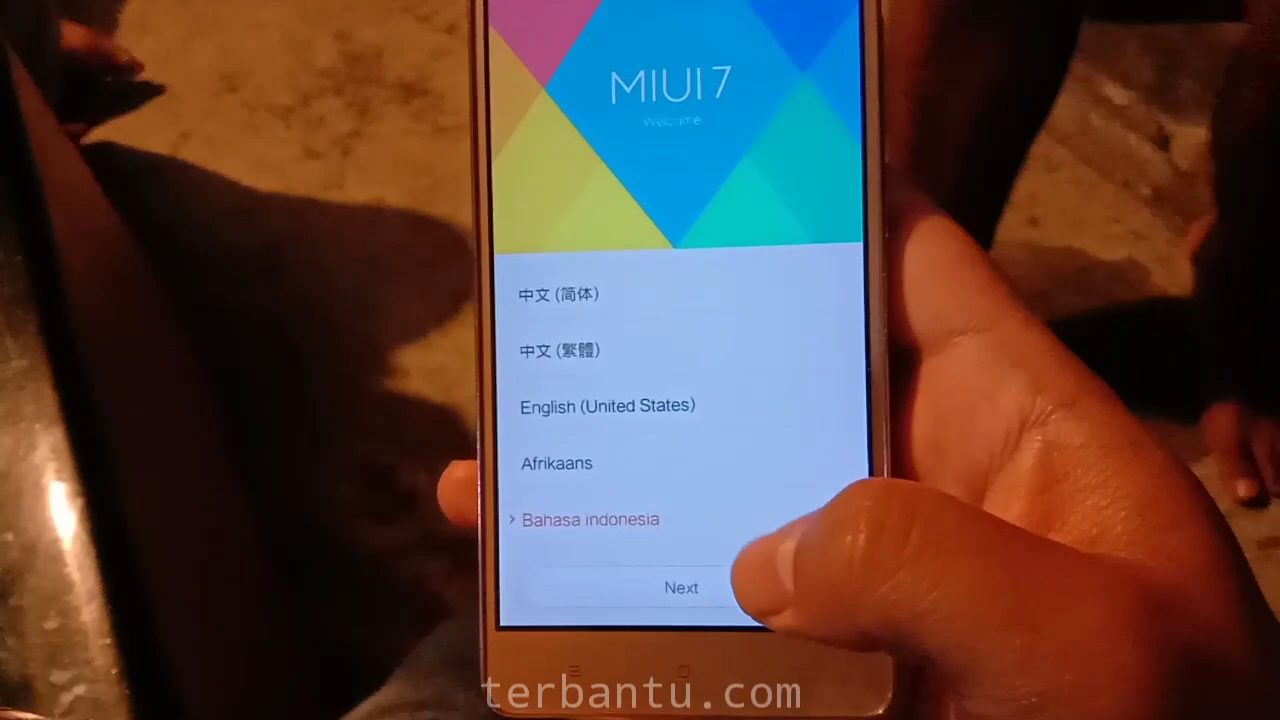 MIUI 7
Welcome
中文 (简体)
中文 (繁體)
English (United States)
Afrikaans
> Bahasa indonesia
Next
terbantu.com